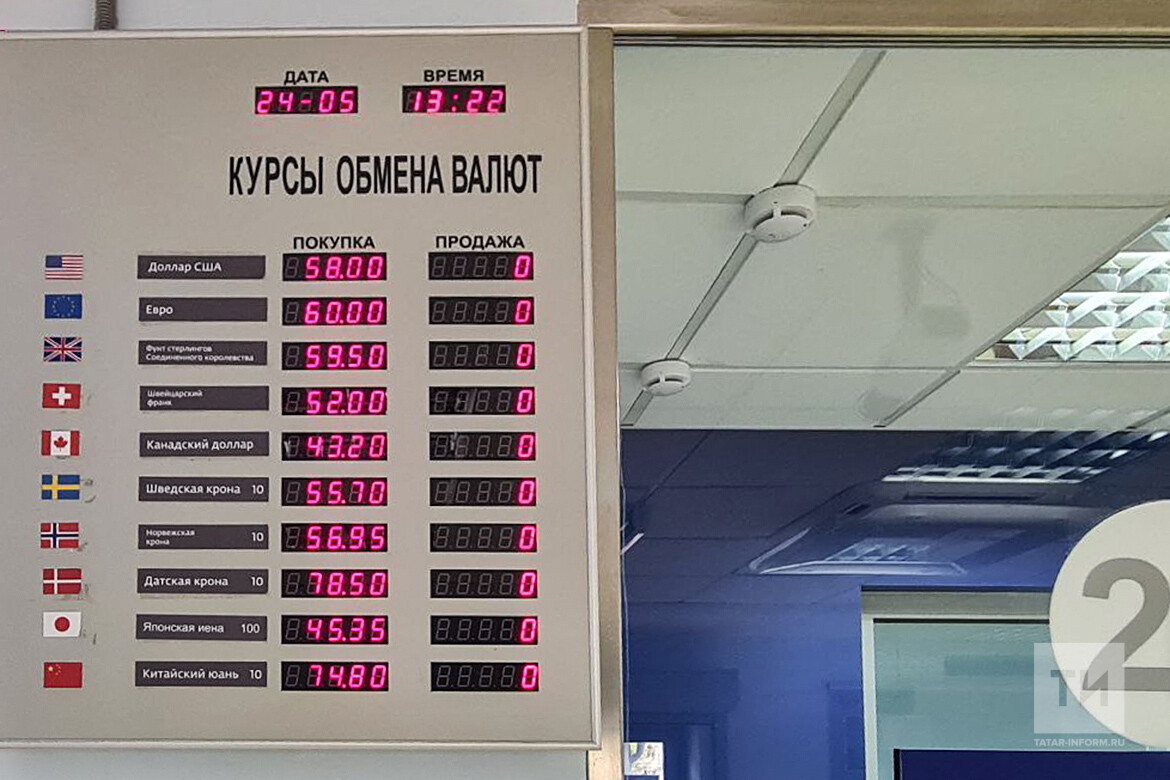 ДАТА ВРЕМЯ
24-05 13:22
КУРСЫ ОБМЕНА ВАЛЮТ
ПОКУПКА ПРОДАЖА
Доллар США 58.00 0
Евро 60.00 0
Фунт стерлингов
Соединенного королевства 59.50 0
Швейцарский
франк 52.00 0
Канадский доллар 43.20 0
Шведская крона 10 55.70 0
Норвежская
крона 10 56.95 0
Датская крона 10 78.50 0
Японская иена 100 45.35 0
Китайский юань 10 74.80 0
2
ТИ
TATAR-INFORM.RU